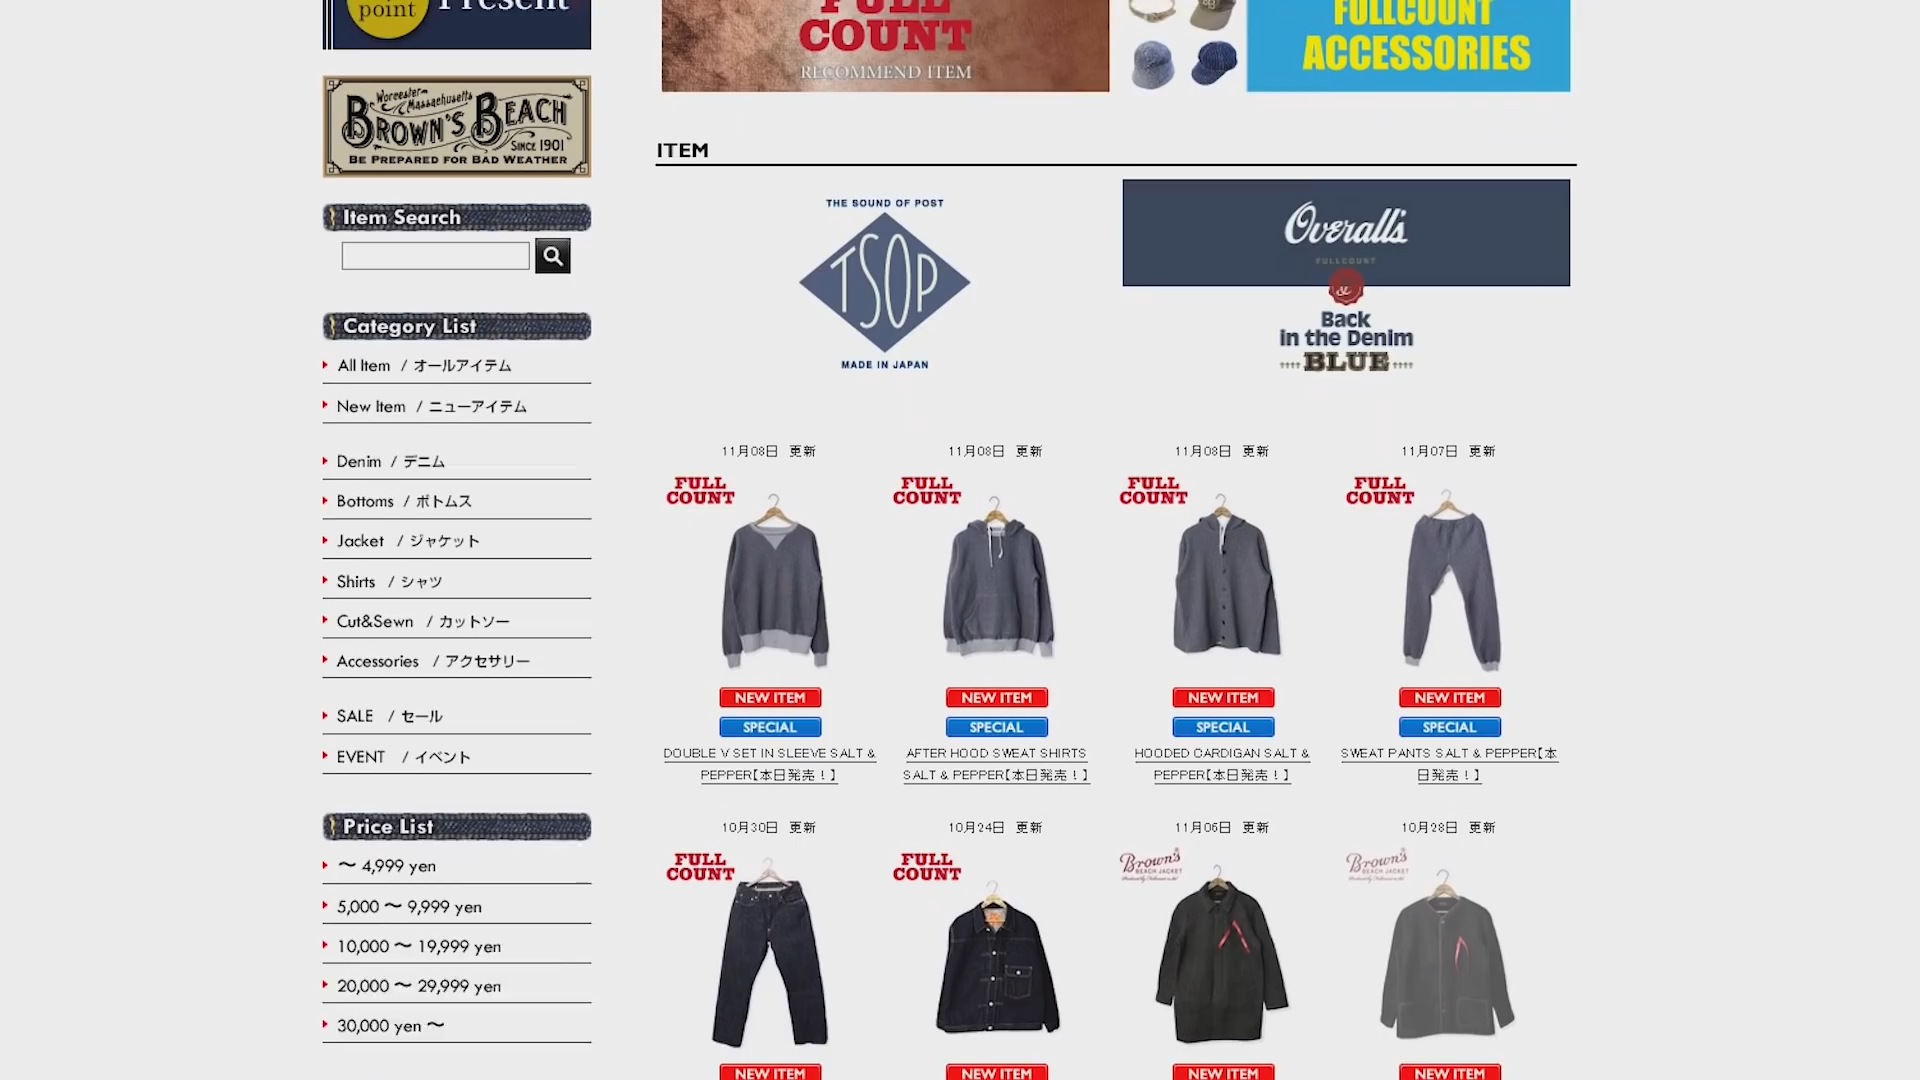 point Present
FULL
COUNT
RECOMMEND ITEM
FULLCOUNT
ACCESSORIES
Worcester
Massachusetts
BROWN'S BEACH
SINCE 1901
BE PREPARED FOR BAD WEATHER
Item Search
Category List
All Item / オールアイテム
New Item / ニューアイテム
Denim / デニム
Bottoms / ボトムス
Jacket / ジャケット
Shirts / シャツ
Cut&Sewn / カットソー
Accessories / アクセサリー
SALE / セール
EVENT / イベント
Price List
〜 4,999 yen
5,000 〜 9,999 yen
10,000 〜 19,999 yen
20,000 〜 29,999 yen
30,000 yen 〜
ITEM
THE SOUND OF POST
TSOP
MADE IN JAPAN
Overalls
FULLCOUNT
&
Back
in the Denim
BLUE
11月08日 更新
11月08日 更新
11月08日 更新
11月07日 更新
FULL
COUNT
FULL
COUNT
FULL
COUNT
FULL
COUNT
NEW ITEM
NEW ITEM
NEW ITEM
NEW ITEM
SPECIAL
SPECIAL
SPECIAL
SPECIAL
DOUBLE V SET IN SLEEVE SALT &
PEPPER【本日発売！】
AFTER HOOD SWEAT SHIRTS
SALT & PEPPER【本日発売！】
HOODED CARDIGAN SALT &
PEPPER【本日発売！】
SWEAT PANTS SALT & PEPPER【本
日発売！】
10月30日 更新
10月24日 更新
11月06日 更新
10月28日 更新
FULL
COUNT
FULL
COUNT
Brown's
BEACH JACKET
Brown's
BEACH JACKET
NEW ITEM
NEW ITEM
NEW ITEM
NEW ITEM